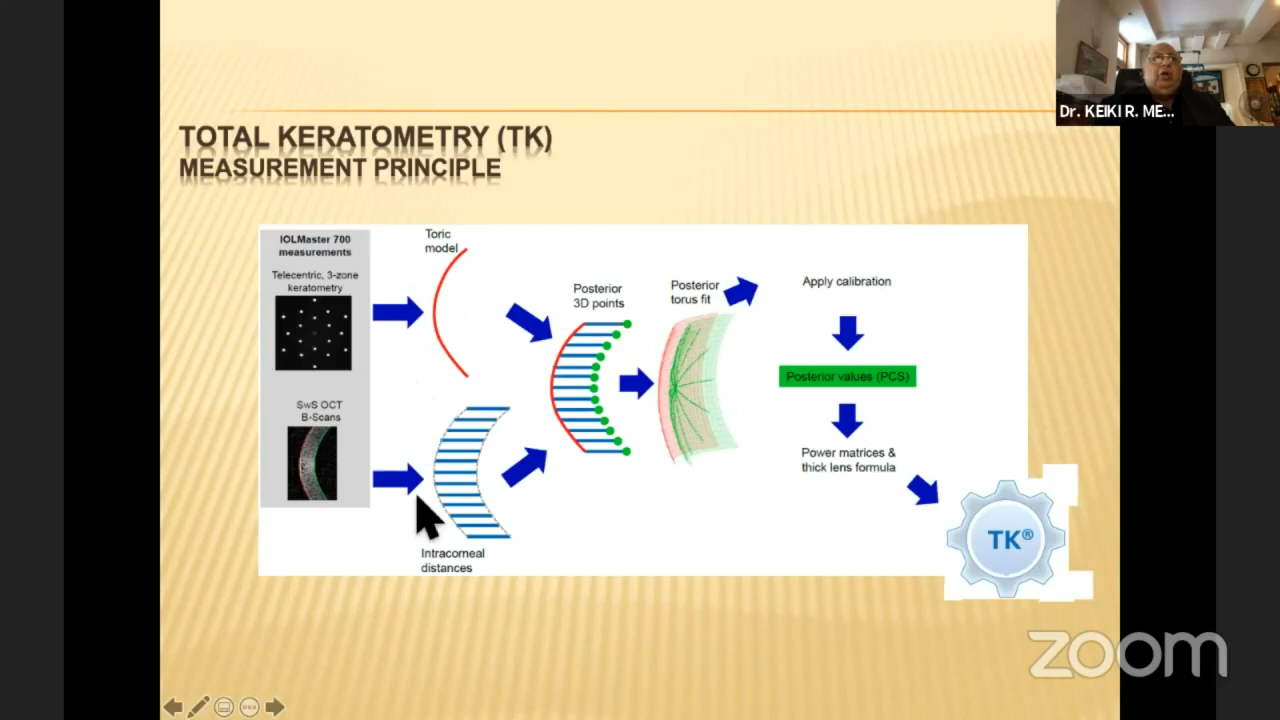 Dr. KEIKI R. ME...
TOTAL KERATOMETRY (TK)
MEASUREMENT PRINCIPLE
IOLMaster 700
measurements
Telecentric, 3-zone
keratometry
SwS OCT
B-Scans
Toric
model
Intracorneal
distances
Posterior
3D points
Posterior
torus fit
Apply calibration
Posterior values (PCS)
Power matrices &
thick lens formula
TK®
zoom